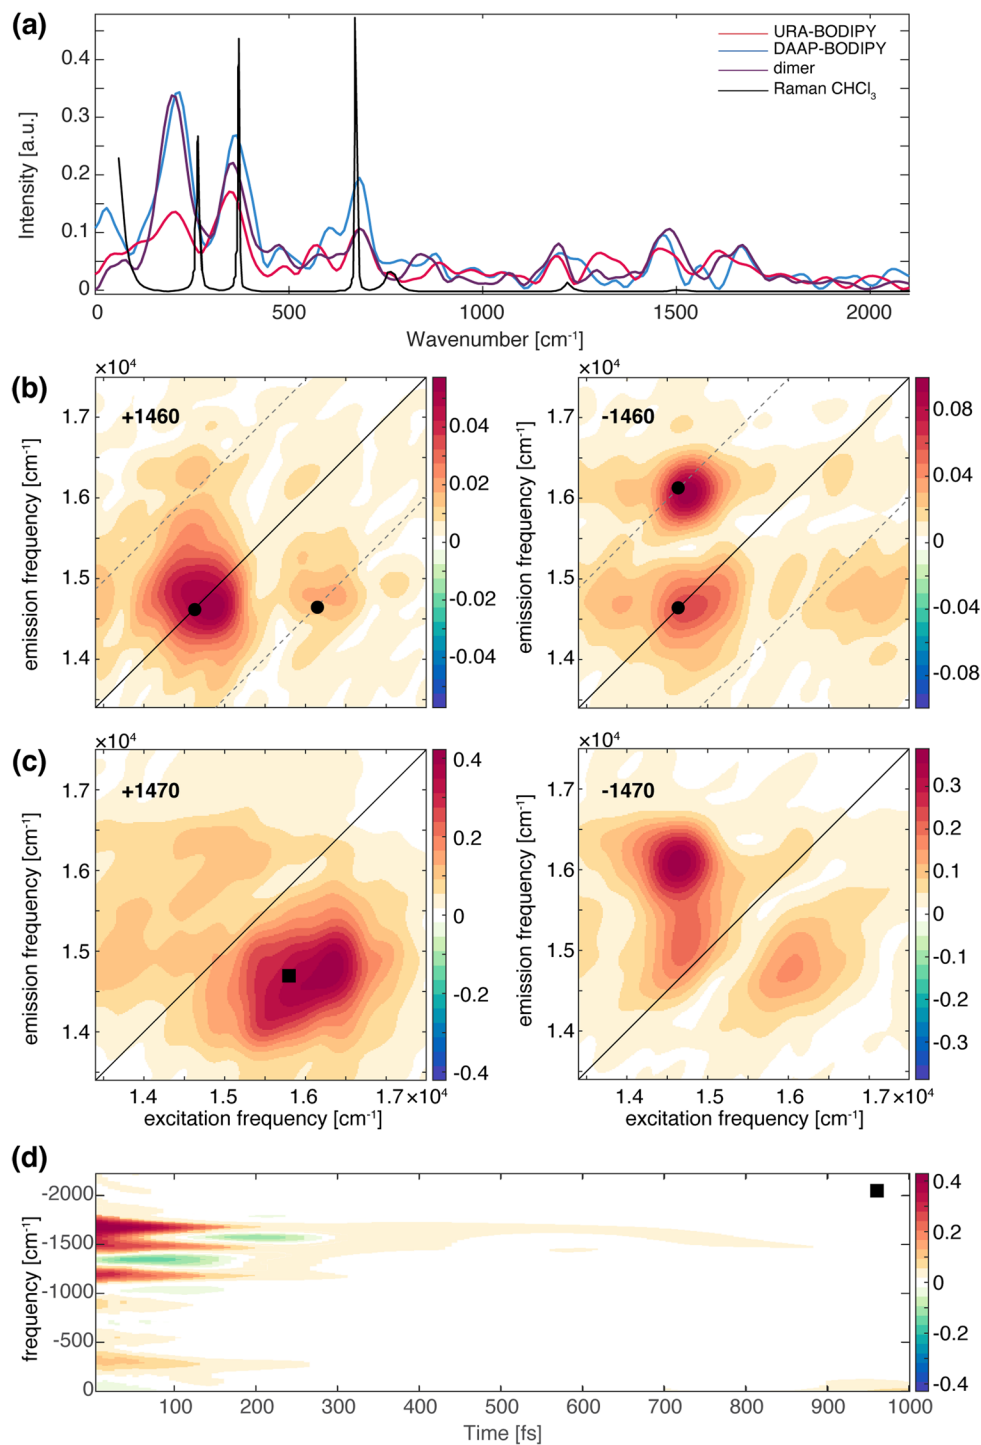 (a)
Intensity [a.u.]
0.4
0.3
0.2
0.1
0
URA-BODIPY
DAAP-BODIPY
dimer
Raman CHCl3
0 500 1000 1500 2000
Wavenumber [cm-1]
(b)
×10⁴
+1460
emission frequency [cm-1]
1.7
1.6
1.5
1.4
0.04
0.02
0
-0.02
-0.04
×10⁴
-1460
emission frequency [cm-1]
1.7
1.6
1.5
1.4
0.08
0.04
0
-0.04
-0.08
(c)
×10⁴
+1470
emission frequency [cm-1]
1.7
1.6
1.5
1.4
1.4 1.5 1.6 1.7×10⁴
excitation frequency [cm-1]
0.4
0.2
0
-0.2
-0.4
×10⁴
-1470
emission frequency [cm-1]
1.7
1.6
1.5
1.4
1.4 1.5 1.6 1.7×10⁴
excitation frequency [cm-1]
0.3
0.2
0.1
0
-0.1
-0.2
-0.3
(d)
frequency [cm-1]
-2000
-1500
-1000
-500
0
100 200 300 400 500 600 700 800 900 1000
Time [fs]
0.4
0.2
0
-0.2
-0.4